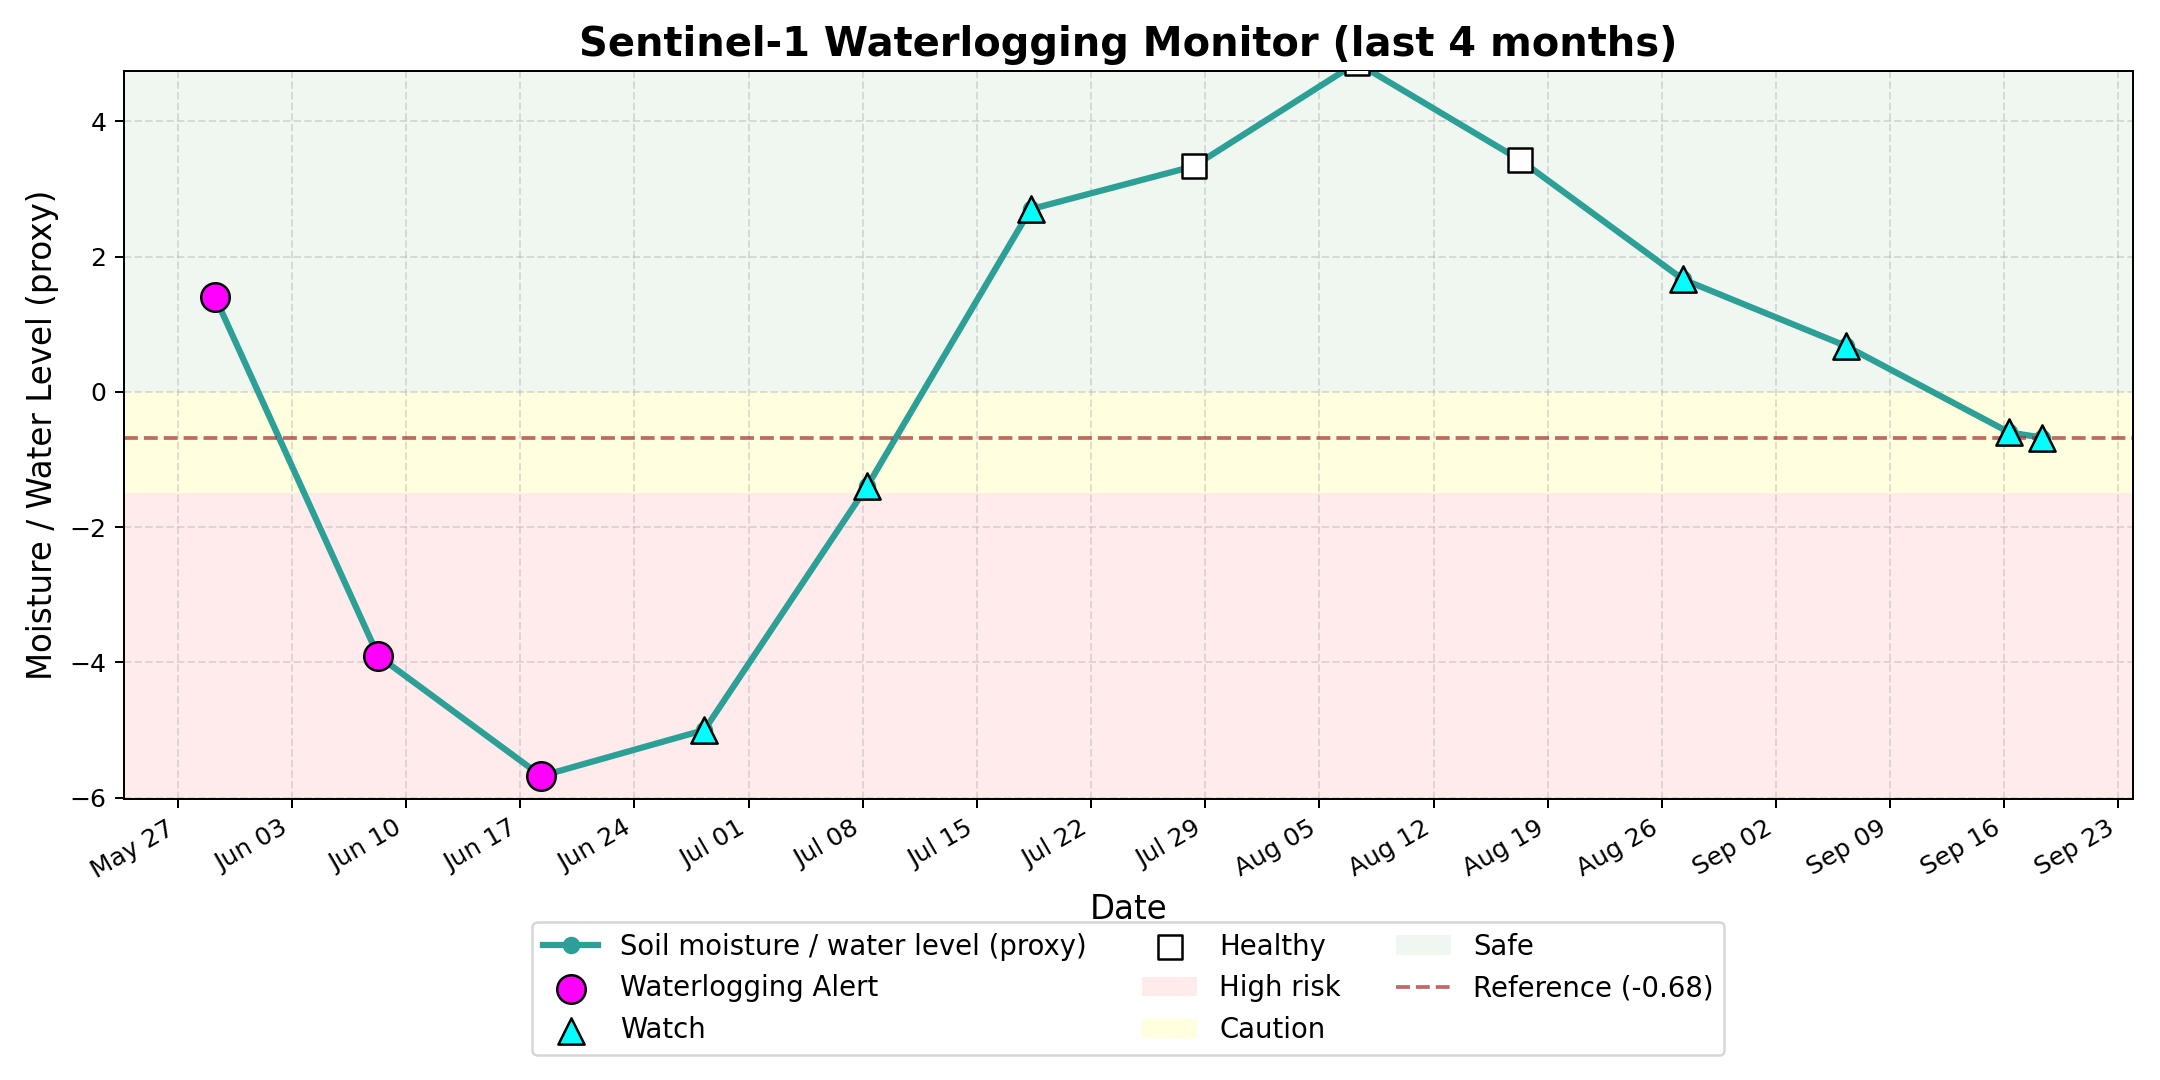 Sentinel-1 Waterlogging Monitor (last 4 months)
Moisture / Water Level (proxy)
4
2
0
−2
−4
−6
May 27
Jun 03
Jun 10
Jun 17
Jun 24
Jul 01
Jul 08
Jul 15
Jul 22
Jul 29
Aug 05
Aug 12
Aug 19
Aug 26
Sep 02
Sep 09
Sep 16
Sep 23
Date
Soil moisture / water level (proxy)
Waterlogging Alert
Watch
Healthy
High risk
Caution
Safe
Reference (-0.68)